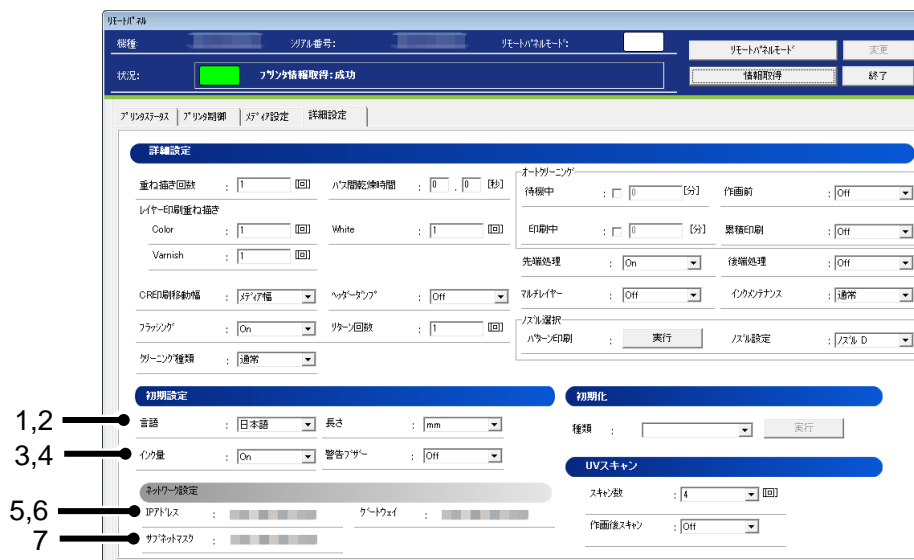 ﾘﾓｰﾄﾊﾟﾈﾙ
機種:
ｼﾘｱﾙ番号:
ﾘﾓｰﾄﾊﾟﾈﾙﾓｰﾄﾞ:
ﾘﾓｰﾄﾊﾟﾈﾙﾓｰﾄﾞ 変更
状況: ﾌﾟﾘﾝﾀ情報取得:成功 情報取得 終了
ﾌﾟﾘﾝﾀｽﾃｰﾀｽ ﾌﾟﾘﾝﾀ制御 ﾒﾃﾞｨｱ設定 詳細設定
詳細設定
重ね描き回数 : 1 [回] ﾊﾟｽ間乾燥時間 : 0 . 0 [秒]
ﾚｲﾔｰ印刷重ね描き
Color : 1 [回] White : 1 [回]
Varnish : 1 [回]
CR印刷移動幅 : ﾒﾃﾞｨｱ幅 ﾍｯﾀﾞｰﾀﾞﾝﾌﾟ : Off
ﾌﾗｯｼﾝｸﾞ : On ﾘﾀｰﾝ回数 : 1 [回]
ｸﾘｰﾆﾝｸﾞ種類 : 通常
ｵｰﾄｸﾘｰﾆﾝｸﾞ
待機中 : 0 [分] 作画前 : Off
印刷中 : 0 [分] 累積印刷 : Off
先端処理 : On 後端処理 : Off
ﾏﾙﾁﾚｲﾔｰ : Off ｲﾝｸﾒﾝﾃﾅﾝｽ : 通常
ﾉｽﾞﾙ選択
ﾊﾟﾀｰﾝ印刷 : 実行 ﾉｽﾞﾙ設定 : ﾉｽﾞﾙ D
初期設定
1,2 言語 : 日本語 長さ : mm
3,4 ｲﾝｸ量 : On 警告ﾌﾞｻﾞｰ : Off
ﾈｯﾄﾜｰｸ設定
5,6 IPｱﾄﾞﾚｽ : ｹﾞｰﾄｳｪｲ :
7 ｻﾌﾞﾈｯﾄﾏｽｸ :
初期化
種類 : 実行
UVスキャン
ｽｷｬﾝ数 : 4 [回]
作画後ｽｷｬﾝ : Off